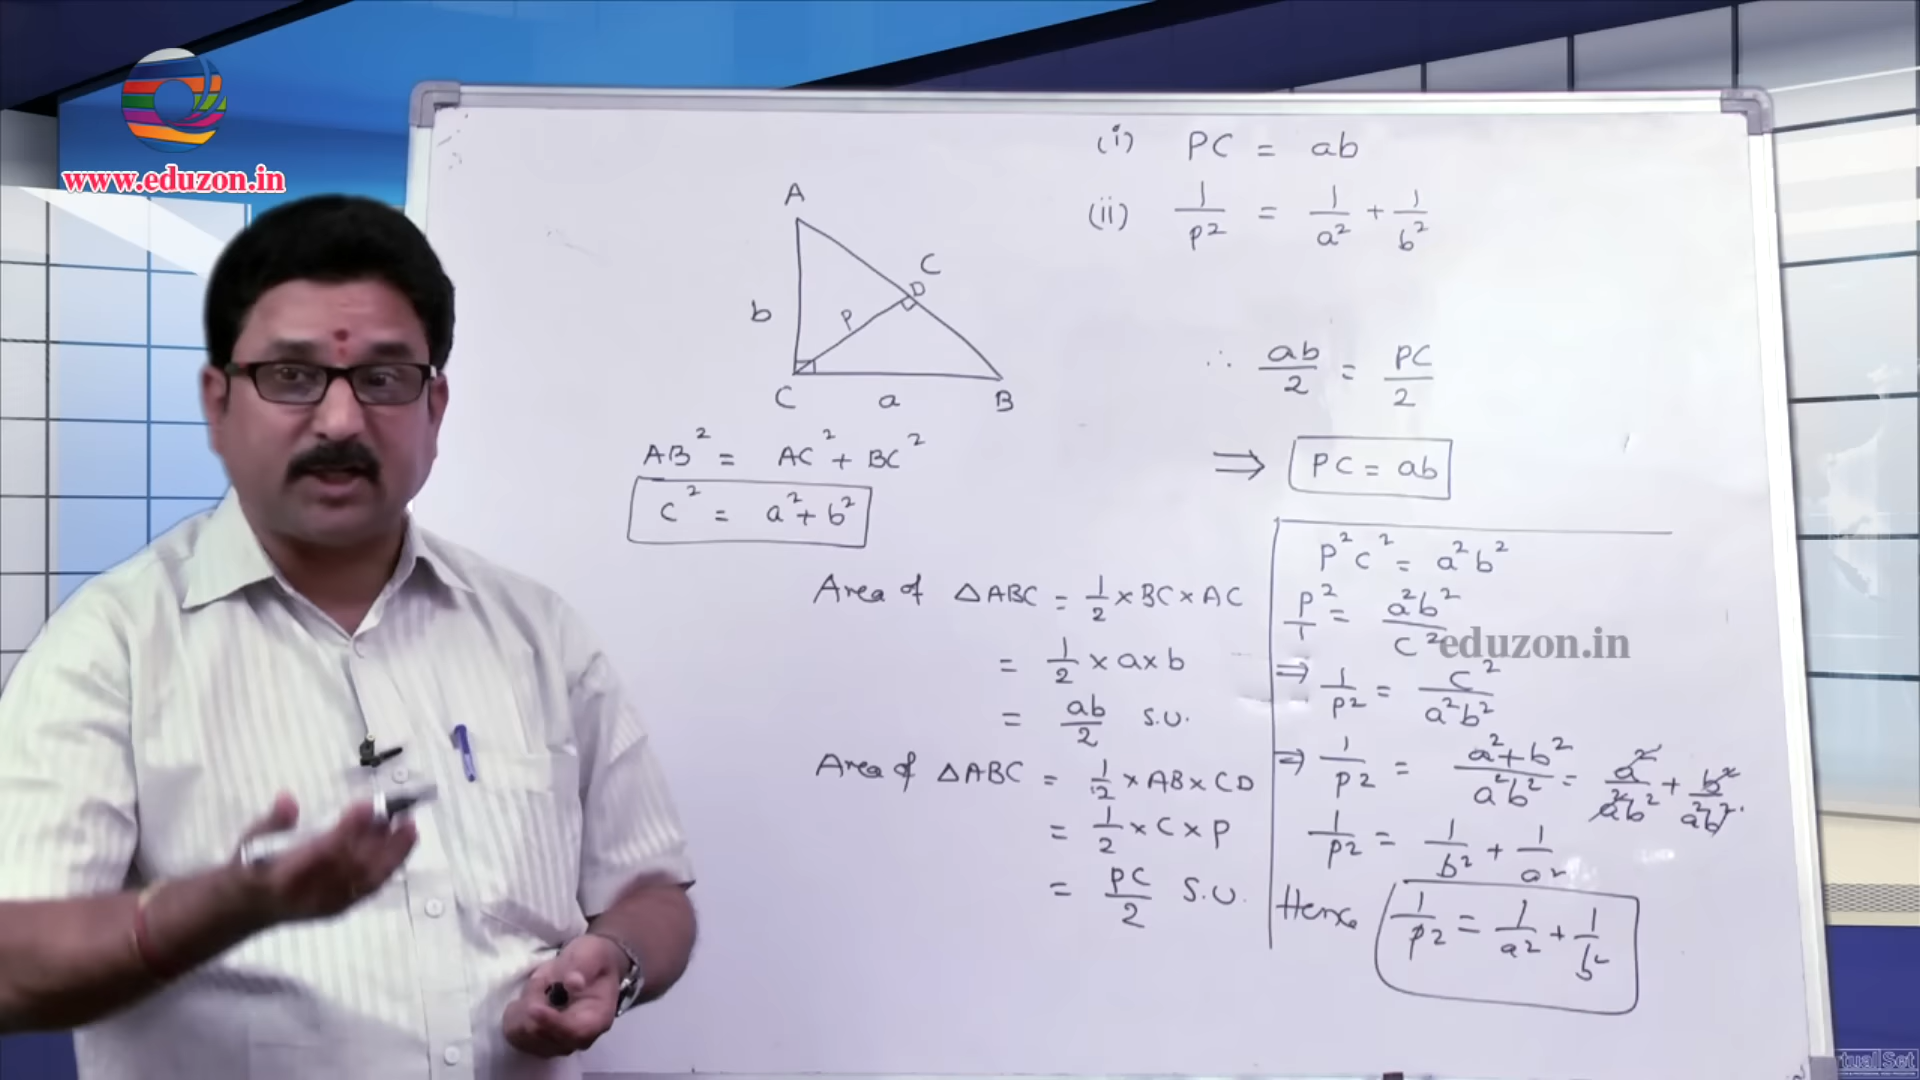 www.eduzon.in
(i) PC = ab
(ii) 1/p² = 1/a² + 1/b²
A
C
D
b
P
C
a
B
∴ ab/2 = PC/2
⇒ PC = ab
AB² = AC² + BC²
c² = a² + b²
Area of △ABC = 1/2 × BC × AC
= 1/2 × a × b
= ab/2 S.U.
Area of △ABC = 1/2 × AB × CD
= 1/2 × C × P
= PC/2 S.U.
P²c² = a²b²
P²/1 = a²b²/c²
eduzon.in
⇒ 1/p² = c²/a²b²
⇒ 1/p² = a²+b²/a²b² = a²/a²b² + b²/a²b².
1/p² = 1/b² + 1/a²
Hence 1/p² = 1/a² + 1/b²